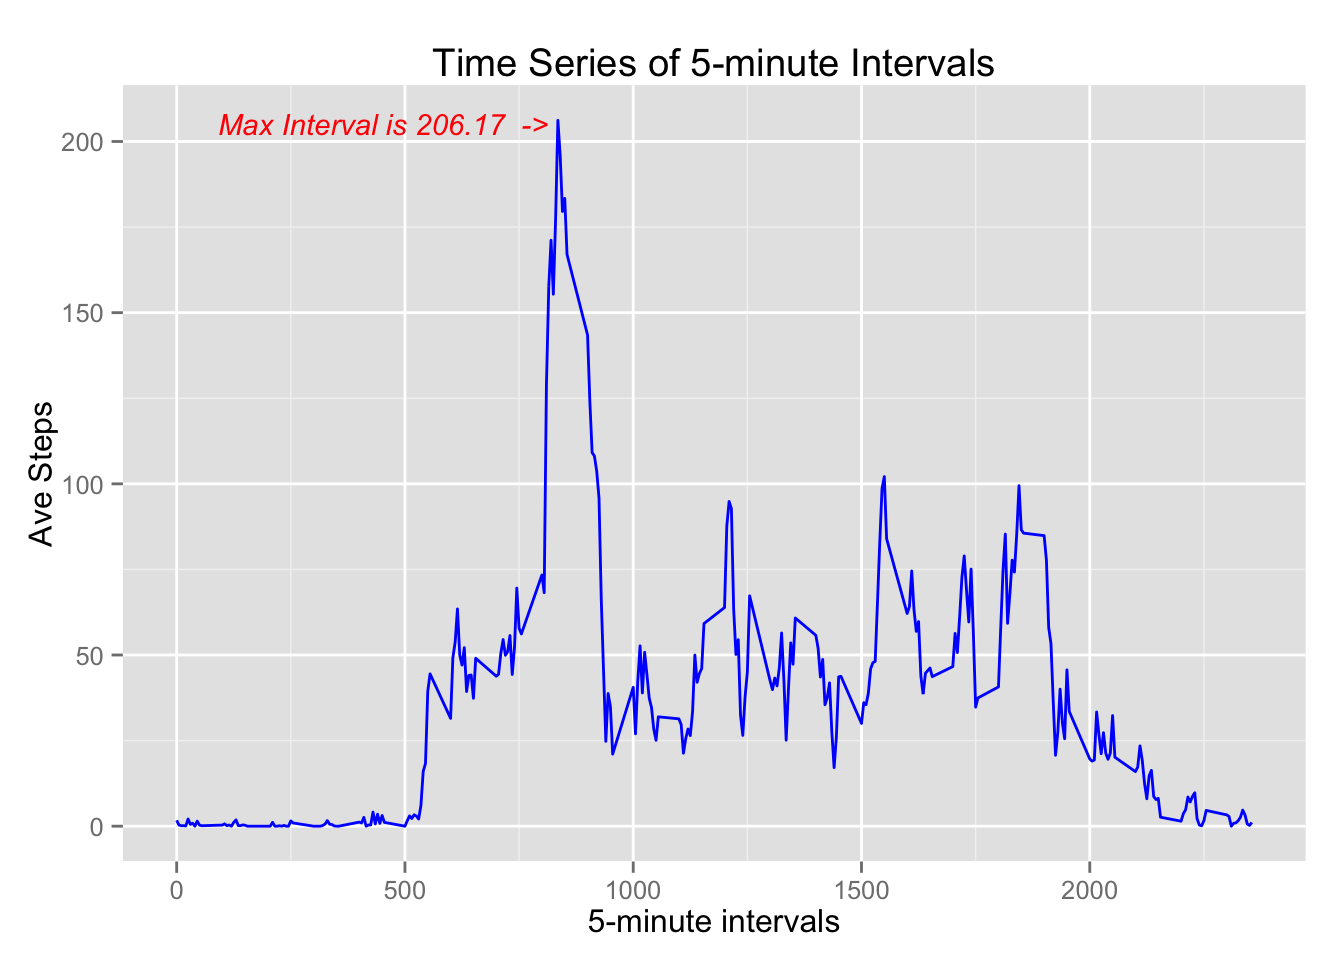 Time Series of 5-minute Intervals
Max Interval is 206.17  ->
200
150
100
50
0
Ave Steps
0 500 1000 1500 2000
5-minute intervals